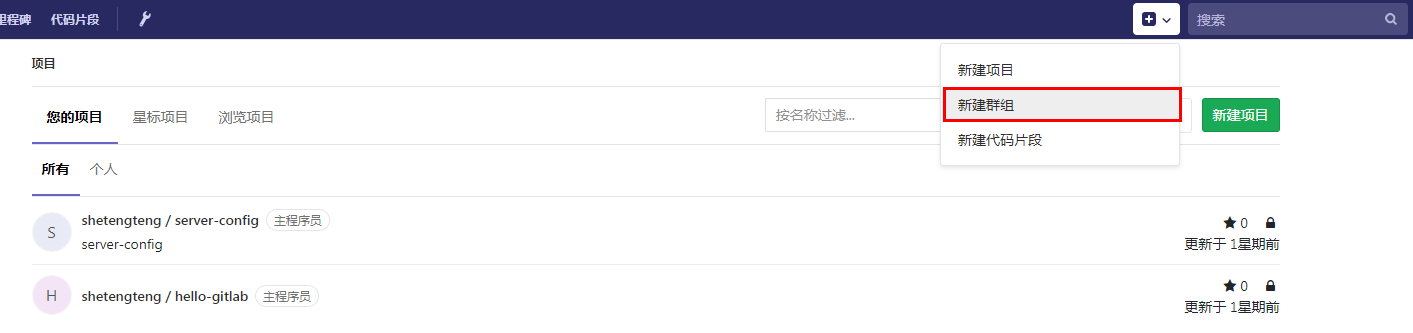 里程碑 代码片段 搜索
项目
新建项目
您的项目 星标项目 浏览项目 按名称过滤... 新建群组 新建项目
新建代码片段
所有 个人
S shetengteng / server-config 主程序员 0
server-config 更新于 1星期前
H shetengteng / hello-gitlab 主程序员 0
更新于 1星期前